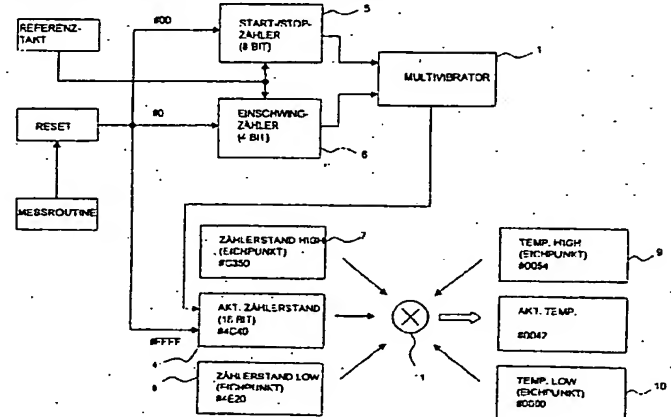 REFERENZ-
TAKT
#00
START-/STOP-
ZÄHLER
(8 BIT)
5
MULTIVIBRATOR
1
RESET
#0
EINSCHWING-
ZÄHLER
(4 BIT)
6
MESSROUTINE
ZÄHLERSTAND HIGH
(EICHPUNKT)
#C350
7
TEMP. HIGH
(EICHPUNKT)
#0054
9
AKT. ZÄHLERSTAND
(16 BIT)
#4C40
#FFFF
4
AKT. TEMP.
#0042
ZÄHLERSTAND LOW
(EICHPUNKT)
#4E20
TEMP. LOW
(EICHPUNKT)
#0000
10